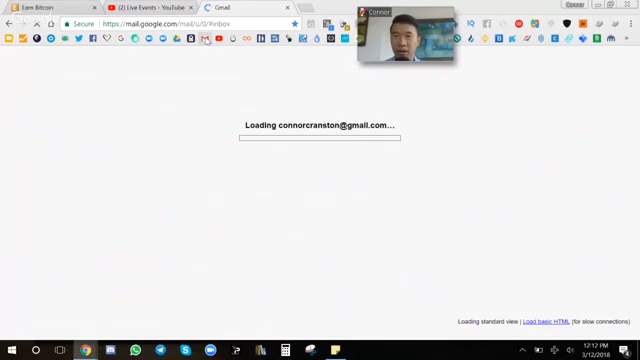 Earn Bitcoin
(2) Live Events - YouTube
Gmail
Connor
Secure
https://mail.google.com/mail/u/0/#inbox
Connor
Loading connorcranston@gmail.com…
Loading standard view | Load basic HTML (for slow connections)
12:12 PM
3/12/2018